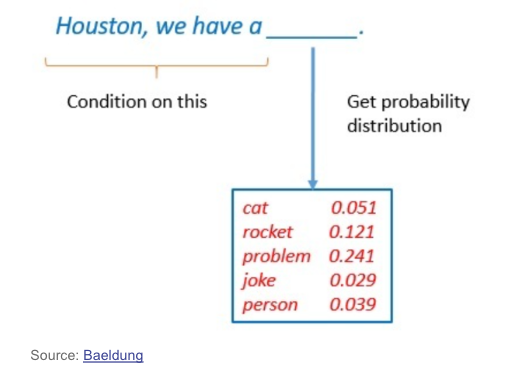 Houston, we have a ________.
Condition on this
Get probability
distribution
cat 0.051
rocket 0.121
problem 0.241
joke 0.029
person 0.039
Source: Baeldung